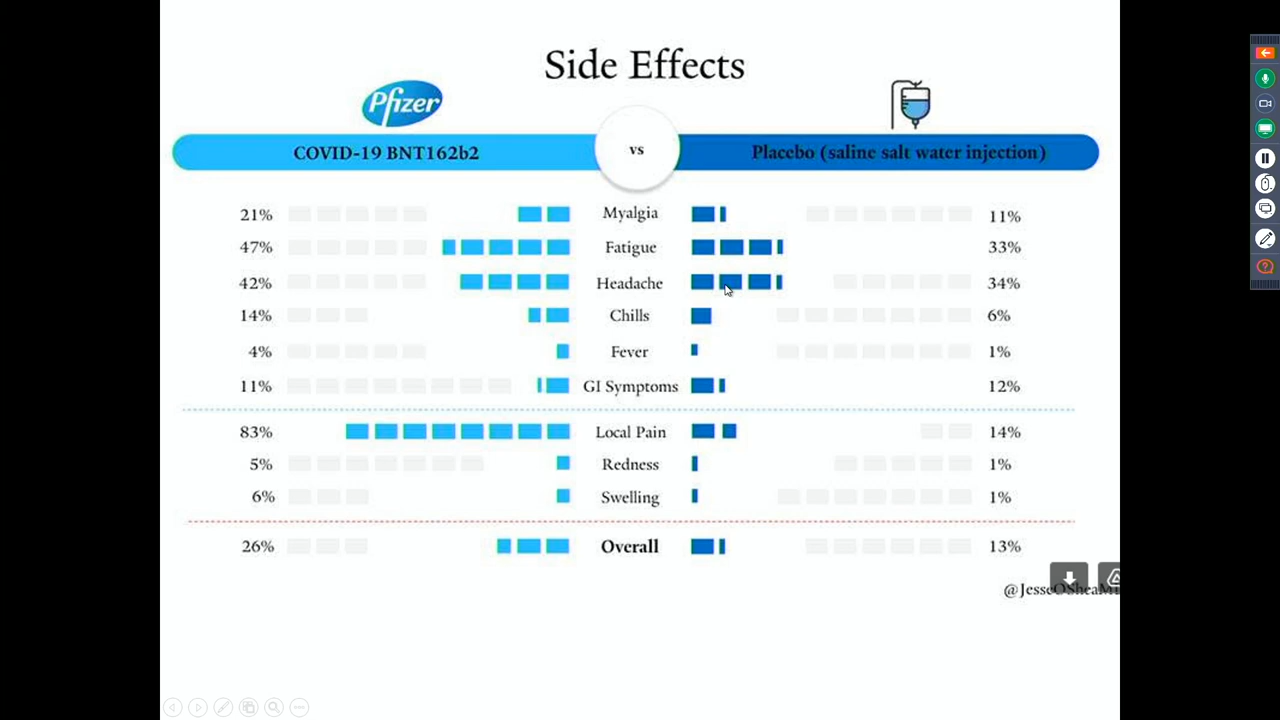 Side Effects
Pfizer
COVID-19 BNT162b2 vs Placebo (saline salt water injection)
21% Myalgia 11%
47% Fatigue 33%
42% Headache 34%
14% Chills 6%
4% Fever 1%
11% GI Symptoms 12%
83% Local Pain 14%
5% Redness 1%
6% Swelling 1%
26% Overall 13%